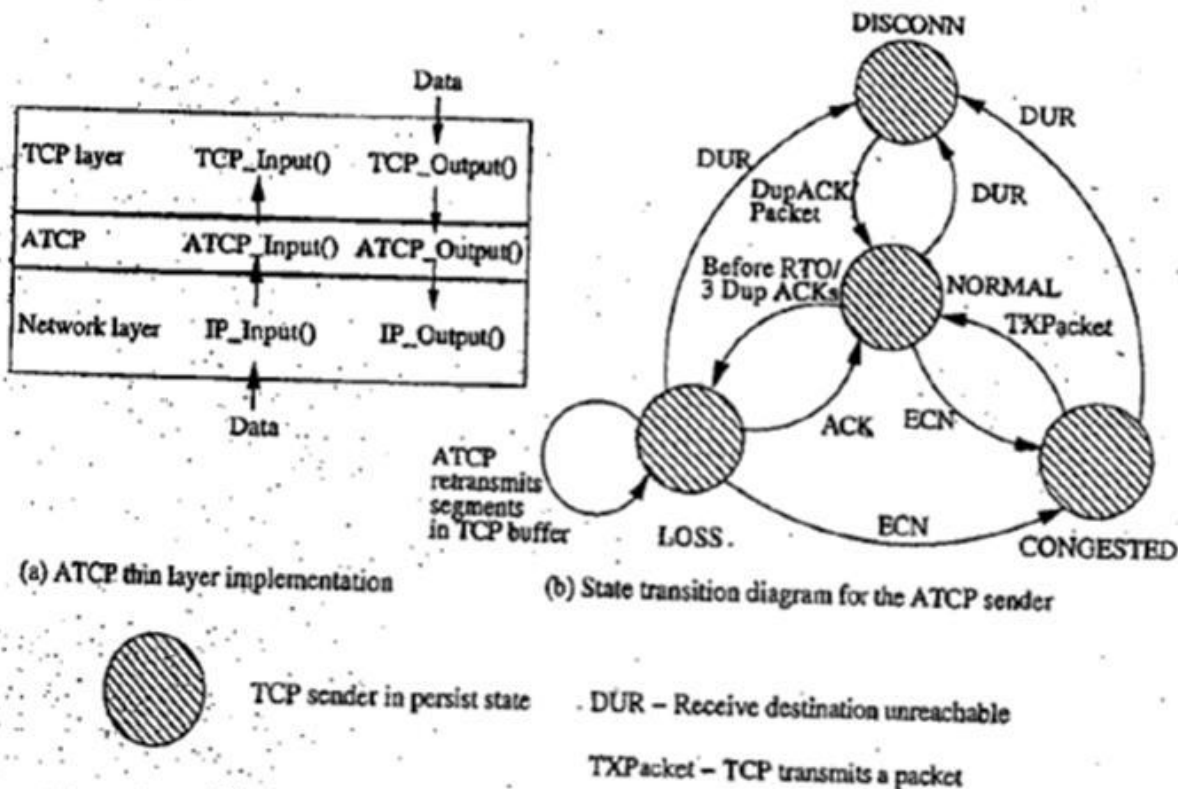 Data
TCP layer TCP_Input() TCP_Output()
ATCP ATCP_Input() ATCP_Output()
Network layer IP_Input() IP_Output()
Data
(a) ATCP thin layer implementation
DISCONN
DUR
DUR
DupACK/
Packet
DUR
Before RTO/
3 Dup ACKs
NORMAL
TXPacket
ACK
ECN
ATCP
retransmits
segments
in TCP buffer
LOSS
ECN
CONGESTED
(b) State transition diagram for the ATCP sender
TCP sender in persist state
DUR – Receive destination unreachable
TXPacket – TCP transmits a packet